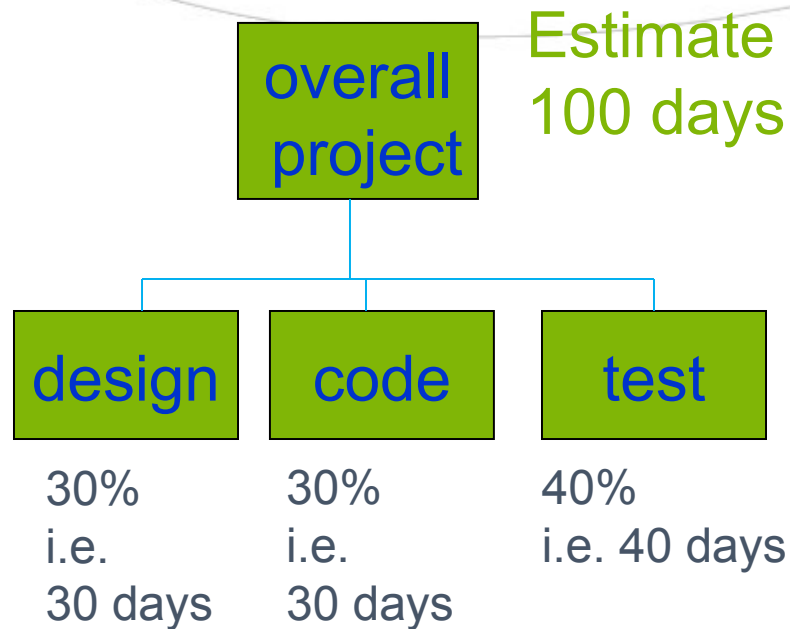 overall
project
Estimate
100 days
design
code
test
30%
i.e.
30 days
30%
i.e.
30 days
40%
i.e. 40 days